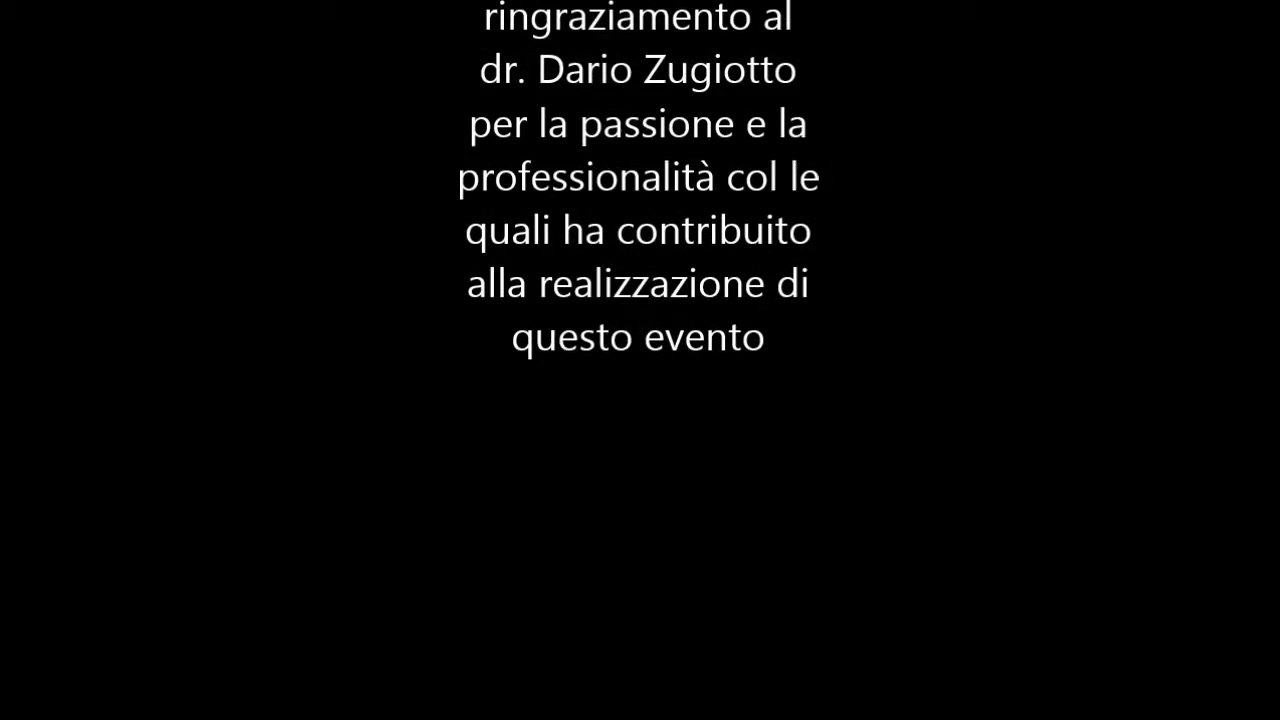 ringraziamento al
dr. Dario Zugiotto
per la passione e la
professionalità col le
quali ha contribuito
alla realizzazione di
questo evento